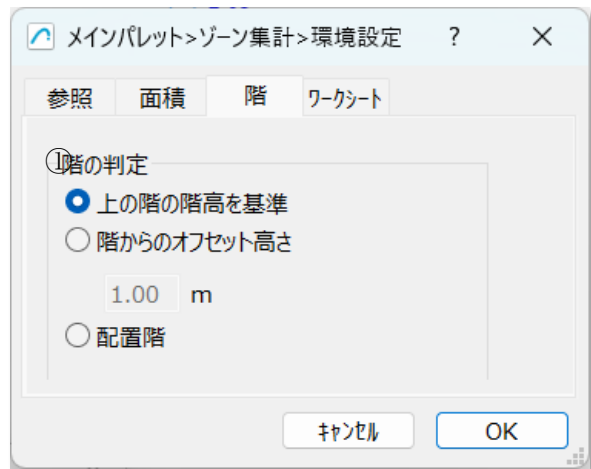 メインパレット>ゾーン集計>環境設定 ? ×
参照 面積 階 ﾜｰｸｼｰﾄ
①階の判定
上の階の階高を基準
階からのオフセット高さ
1.00 m
配置階
ｷｬﾝｾﾙ OK